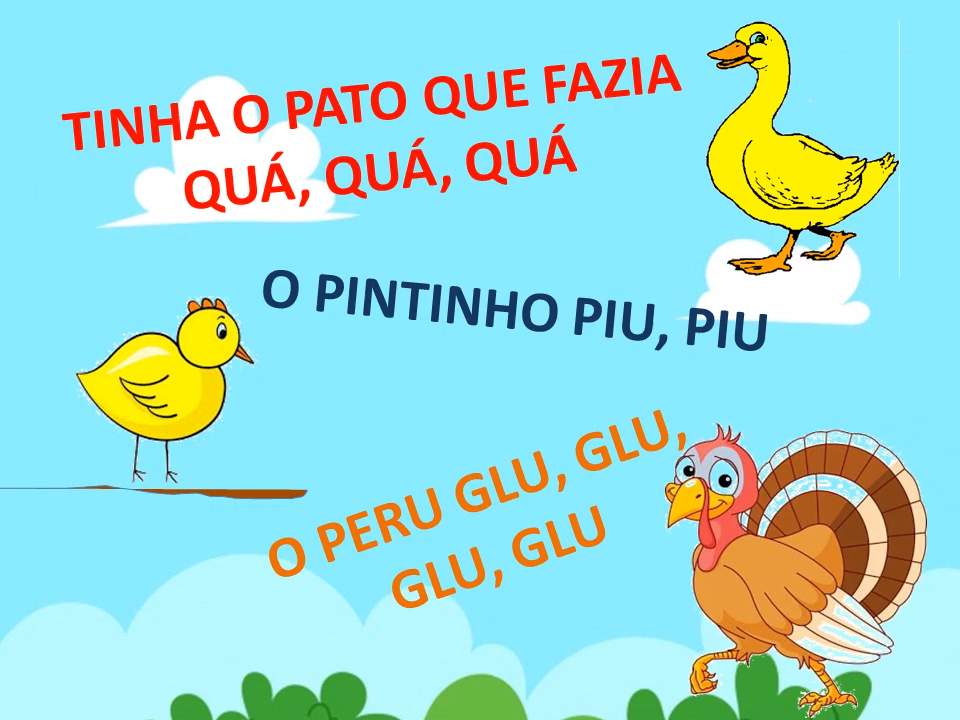 TINHA O PATO QUE FAZIA
QUÁ, QUÁ, QUÁ
O PINTINHO PIU, PIU
O PERU GLU, GLU,
GLU, GLU